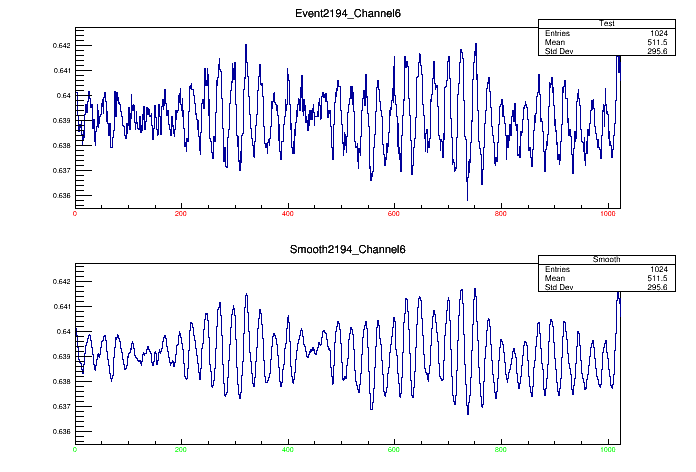 Event2194_Channel6
Test
Entries 1024
Mean 511.5
Std Dev 295.6
0.642
0.641
0.64
0.639
0.638
0.637
0.636
0 200 400 600 800 1000
Smooth2194_Channel6
Smooth
Entries 1024
Mean 511.5
Std Dev 295.6
0.642
0.641
0.64
0.639
0.638
0.637
0.636
0 200 400 600 800 1000